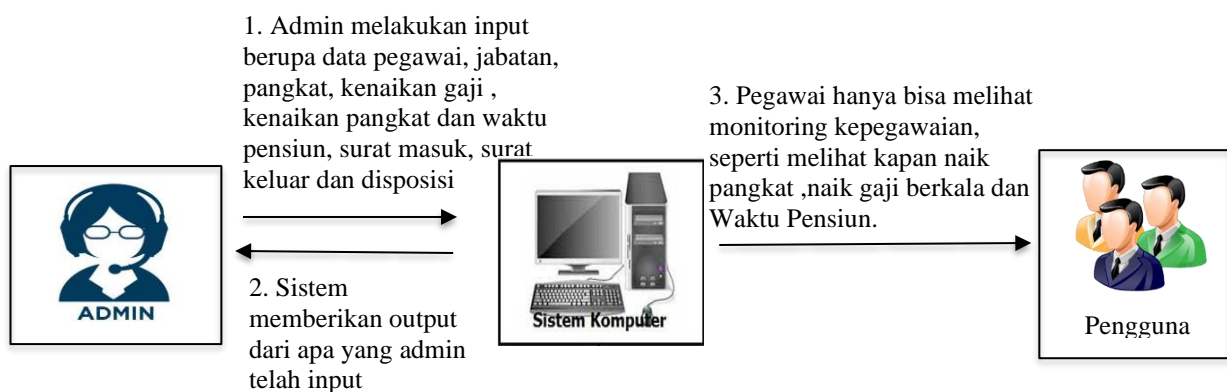 1. Admin melakukan input
berupa data pegawai, jabatan,
pangkat, kenaikan gaji ,
kenaikan pangkat dan waktu
pensiun, surat masuk, surat
keluar dan disposisi
ADMIN
2. Sistem
memberikan output
dari apa yang admin
telah input
Sistem Komputer
3. Pegawai hanya bisa melihat
monitoring kepegawaian,
seperti melihat kapan naik
pangkat ,naik gaji berkala dan
Waktu Pensiun.
Pengguna